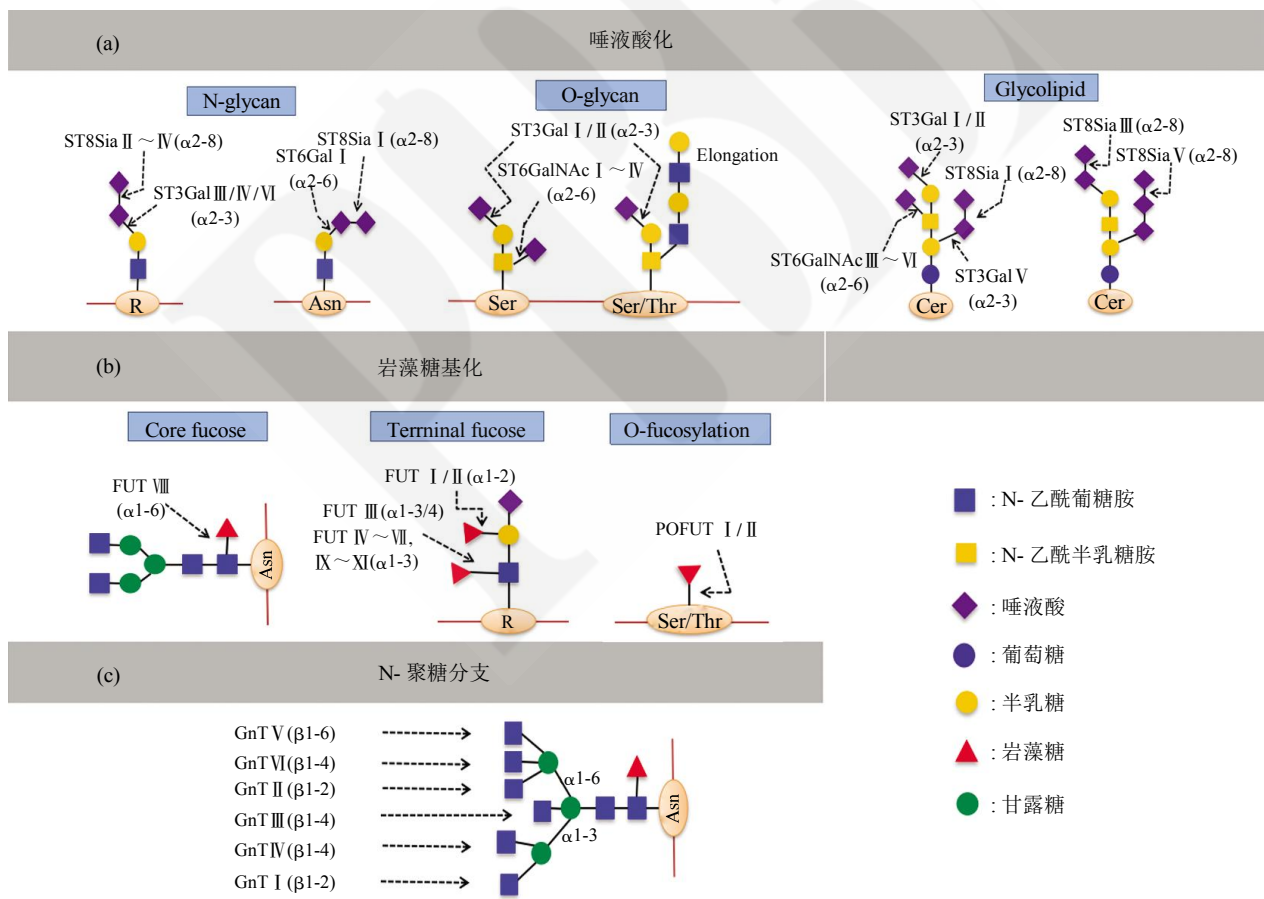 (a)
唾液酸化
N-glycan
O-glycan
Glycolipid
ST8Sia Ⅱ ～Ⅳ(α2-8)
ST6Gal Ⅰ
(α2-6)
ST8Sia Ⅰ (α2-8)
ST3Gal Ⅲ/Ⅳ/Ⅵ
(α2-3)
R
Asn
ST3Gal Ⅰ/Ⅱ (α2-3)
ST6GalNAc Ⅰ ～ Ⅳ
(α2-6)
Elongation
Ser
Ser/Thr
ST3Gal Ⅰ/Ⅱ
(α2-3)
ST8Sia Ⅰ (α2-8)
ST6GalNAc Ⅲ ～ Ⅵ
(α2-6)
ST3Gal Ⅴ
(α2-3)
Cer
ST8Sia Ⅲ (α2-8)
ST8Sia Ⅴ (α2-8)
Cer
(b)
岩藻糖基化
Core fucose
Terrninal fucose
O-fucosylation
FUT Ⅷ
(α1-6)
Asn
FUT Ⅰ/Ⅱ(α1-2)
FUT Ⅲ(α1-3/4)
FUT Ⅳ～Ⅶ,
Ⅸ～Ⅺ(α1-3)
R
POFUT Ⅰ/Ⅱ
Ser/Thr
(c)
N- 聚糖分支
GnT Ⅴ(β1-6)
GnT Ⅵ(β1-4)
GnT Ⅱ(β1-2)
GnT Ⅲ(β1-4)
GnT Ⅳ(β1-4)
GnT Ⅰ(β1-2)
α1-6
α1-3
Asn
: N- 乙酰葡糖胺
: N- 乙酰半乳糖胺
: 唾液酸
: 葡萄糖
: 半乳糖
: 岩藻糖
: 甘露糖